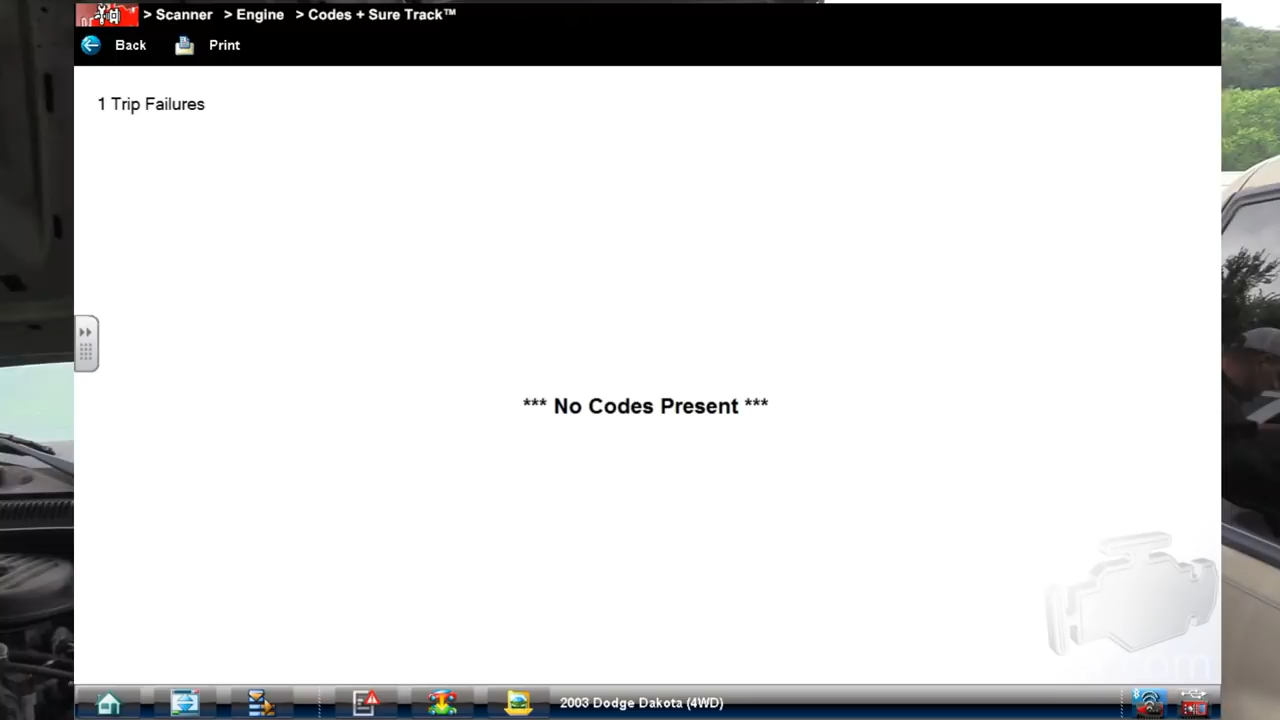 > Scanner > Engine > Codes + Sure Track™
Back Print
1 Trip Failures
*** No Codes Present ***
2003 Dodge Dakota (4WD)